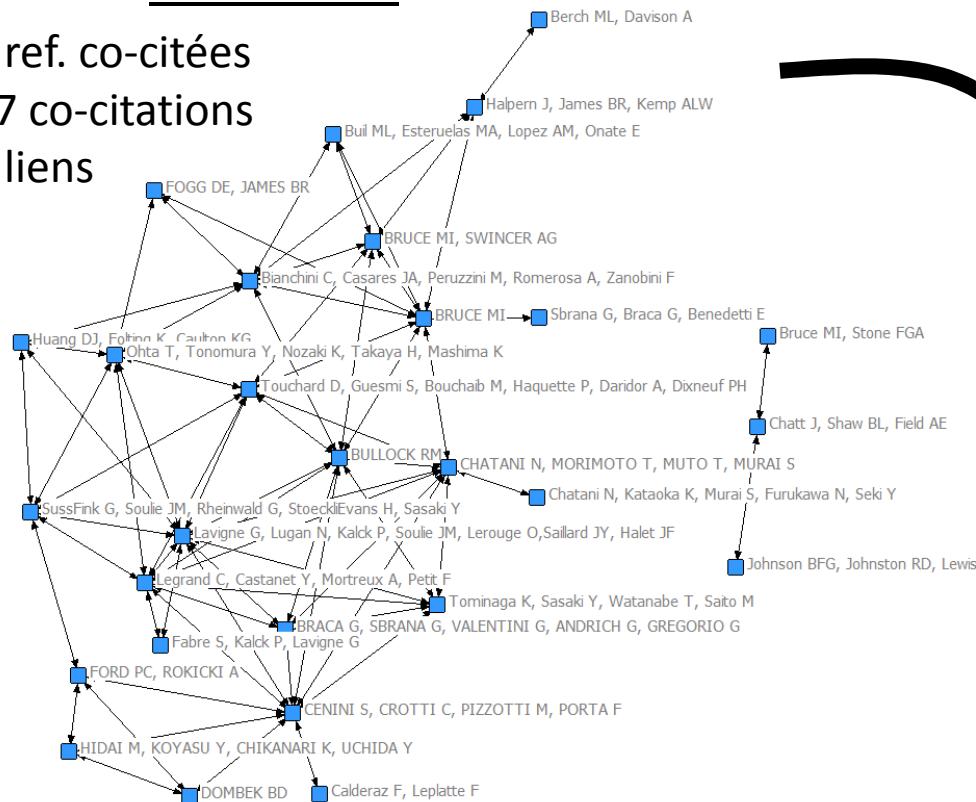 ref. co-citées
7 co-citations
liens
Berch ML, Davison A
Halpern J, James BR, Kemp ALW
Buil ML, Esteruelas MA, Lopez AM, Onate E
FOGG DE, JAMES BR
BRUCE MI, SWINCER AG
Bianchini C, Casares JA, Peruzzini M, Romerosa A, Zanobini F
BRUCE MI
Sbrana G, Braca G, Benedetti E
Bruce MI, Stone FGA
Huang DJ, Folting K, Caulton KG
Ohta T, Tonomura Y, Nozaki K, Takaya H, Mashima K
Touchard D, Guesmi S, Bouchaib M, Haquette P, Daridor A, Dixneuf PH
Chatt J, Shaw BL, Field AE
BULLOCK RM
CHATANI N, MORIMOTO T, MUTO T, MURAI S
Chatani N, Kataoka K, Murai S, Furukawa N, Seki Y
SussFink G, Soulie JM, Rheinwald G, StoeckliEvans H, Sasaki Y
Lavigne G, Lugan N, Kalck P, Soulie JM, Lerouge O,Saillard JY, Halet JF
Johnson BFG, Johnston RD, Lewis
Legrand C, Castanet Y, Mortreux A, Petit F
Tominaga K, Sasaki Y, Watanabe T, Saito M
BRACA G, SBRANA G, VALENTINI G, ANDRICH G, GREGORIO G
Fabre S, Kalck P, Lavigne G
FORD PC, ROKICKI A
CENINI S, CROTTI C, PIZZOTTI M, PORTA F
HIDAI M, KOYASU Y, CHIKANARI K, UCHIDA Y
DOMBEK BD
Calderaz F, Leplatte F